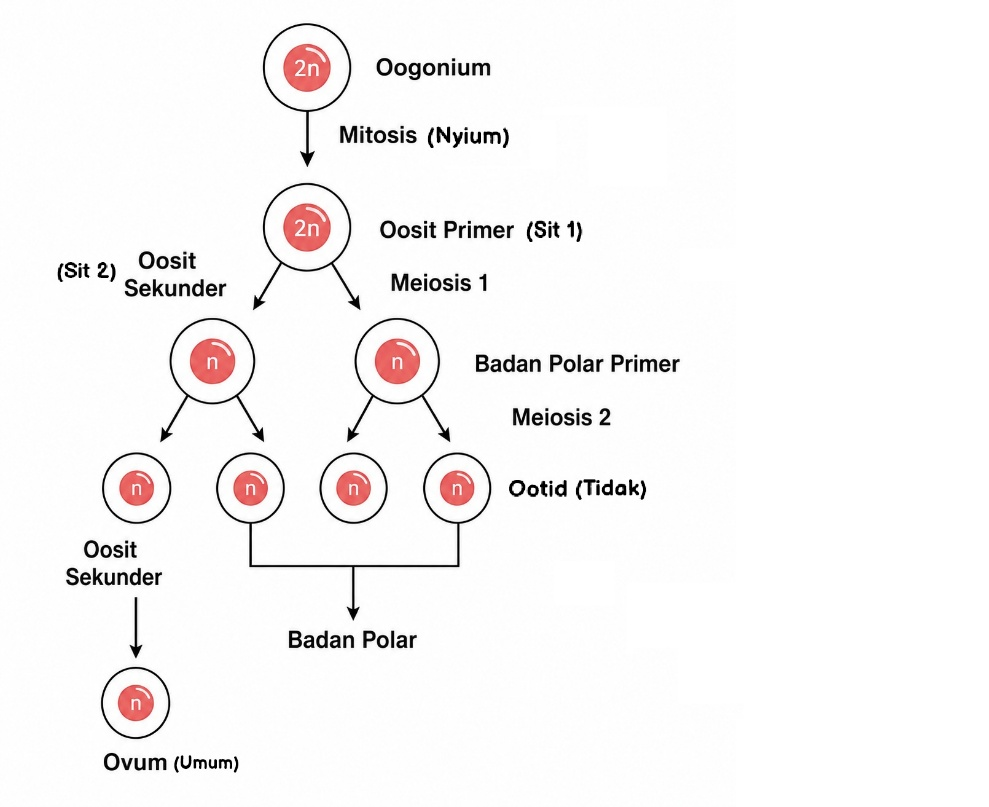 2n
Oogonium
Mitosis (Nyium)
2n
Oosit Primer (Sit 1)
(Sit 2) Oosit
Sekunder
Meiosis 1
n
n
Badan Polar Primer
Meiosis 2
n
n
n
n
Ootid (Tidak)
Oosit
Sekunder
Badan Polar
n
Ovum (Umum)